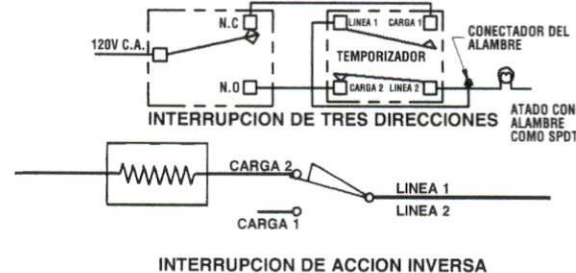 N.C
LINEA 1 CARGA 1
120V C.A.
TEMPORIZADOR
CONECTADOR DEL
ALAMBRE
N.O
CARGA 2 LINEA 2
INTERRUPCION DE TRES DIRECCIONES
ATADO CON
ALAMBRE
COMO SPDT
CARGA 2
LINEA 1
LINEA 2
CARGA 1
INTERRUPCION DE ACCION INVERSA